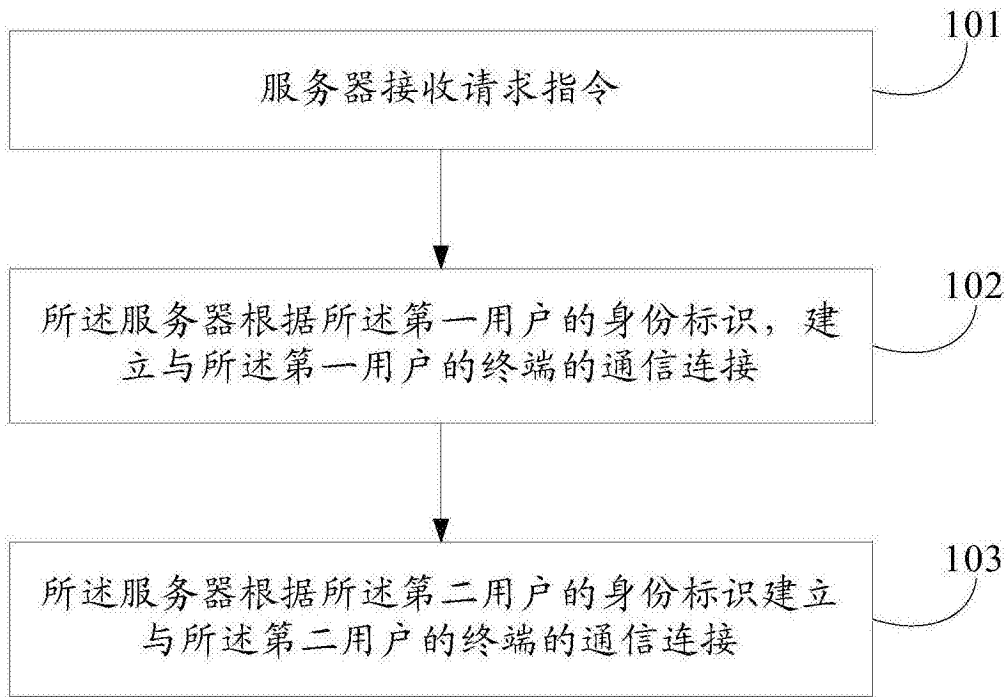 101
服务器接收请求指令
102
所述服务器根据所述第一用户的身份标识，建
立与所述第一用户的终端的通信连接
103
所述服务器根据所述第二用户的身份标识建立
与所述第二用户的终端的通信连接